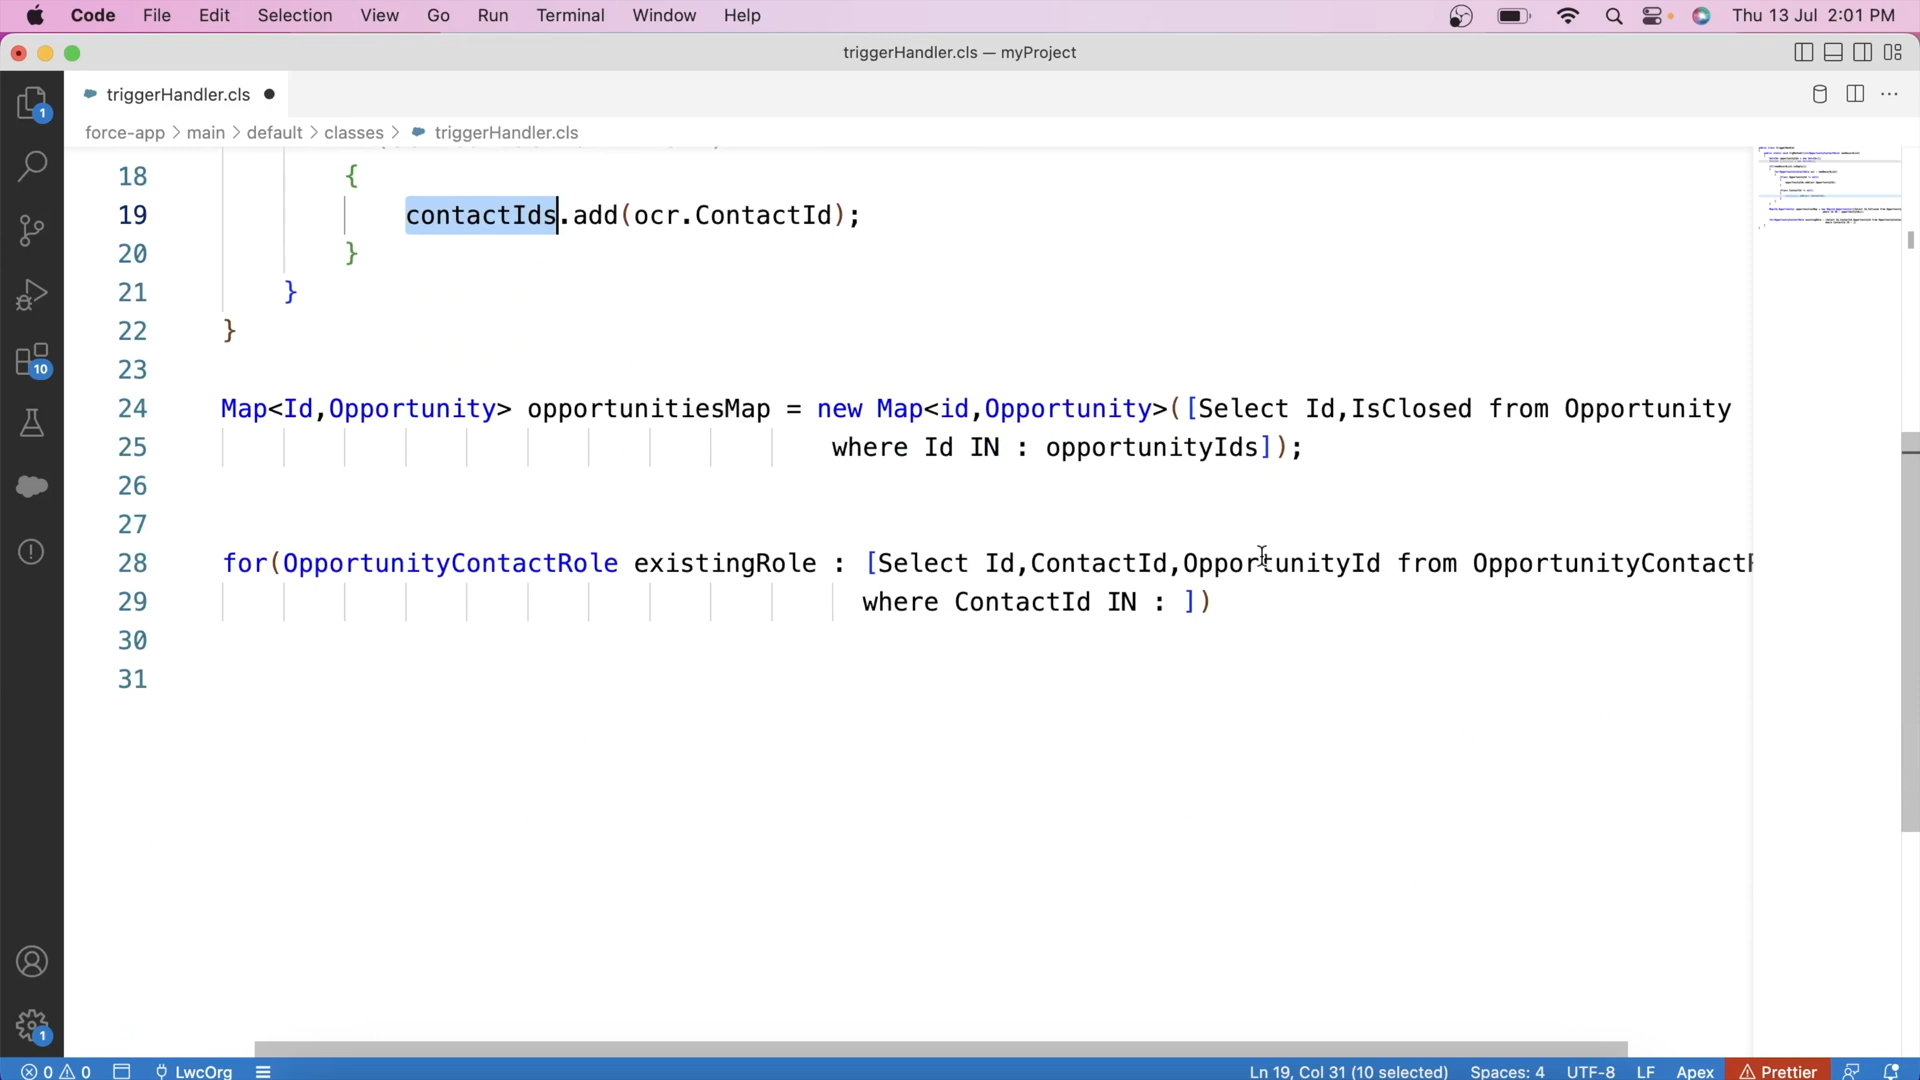 Code File Edit Selection View Go Run Terminal Window Help Thu 13 Jul 2:01 PM
triggerHandler.cls — myProject
triggerHandler.cls
force-app > main > default > classes > triggerHandler.cls
18 {
19 contactIds.add(ocr.ContactId);
20 }
21 }
22 }
23
24 Map<Id,Opportunity> opportunitiesMap = new Map<id,Opportunity>([Select Id,IsClosed from Opportunity
25 where Id IN : opportunityIds]);
26
27
28 for(OpportunityContactRole existingRole : [Select Id,ContactId,OpportunityId from OpportunityContactR
29 where ContactId IN : ])
30
31
1
10
1
0 0 LwcOrg Ln 19, Col 31 (10 selected) Spaces: 4 UTF-8 LF Apex Prettier